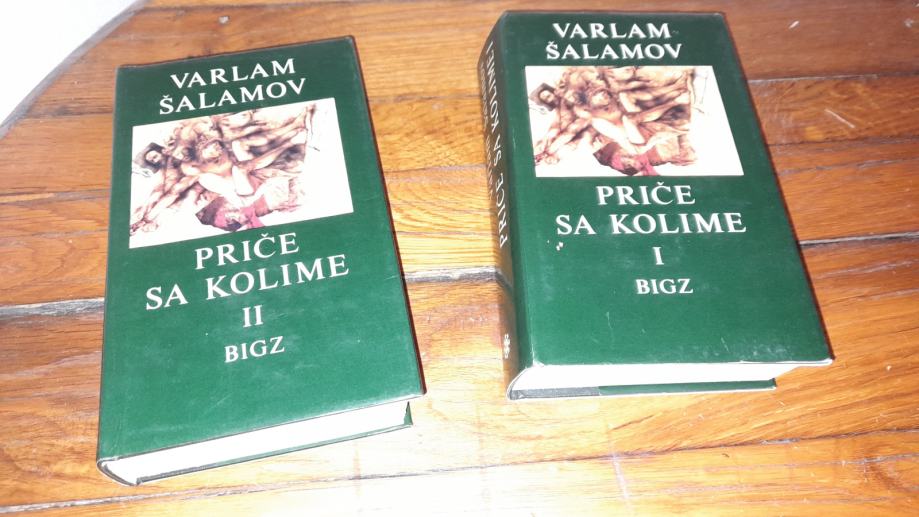 VARLAM
ŠALAMOV
PRIČE
SA KOLIME
II
BIGZ
VARLAM
ŠALAMOV
PRIČE
SA KOLIME
I
BIGZ
PRIČE SA KOLIME I